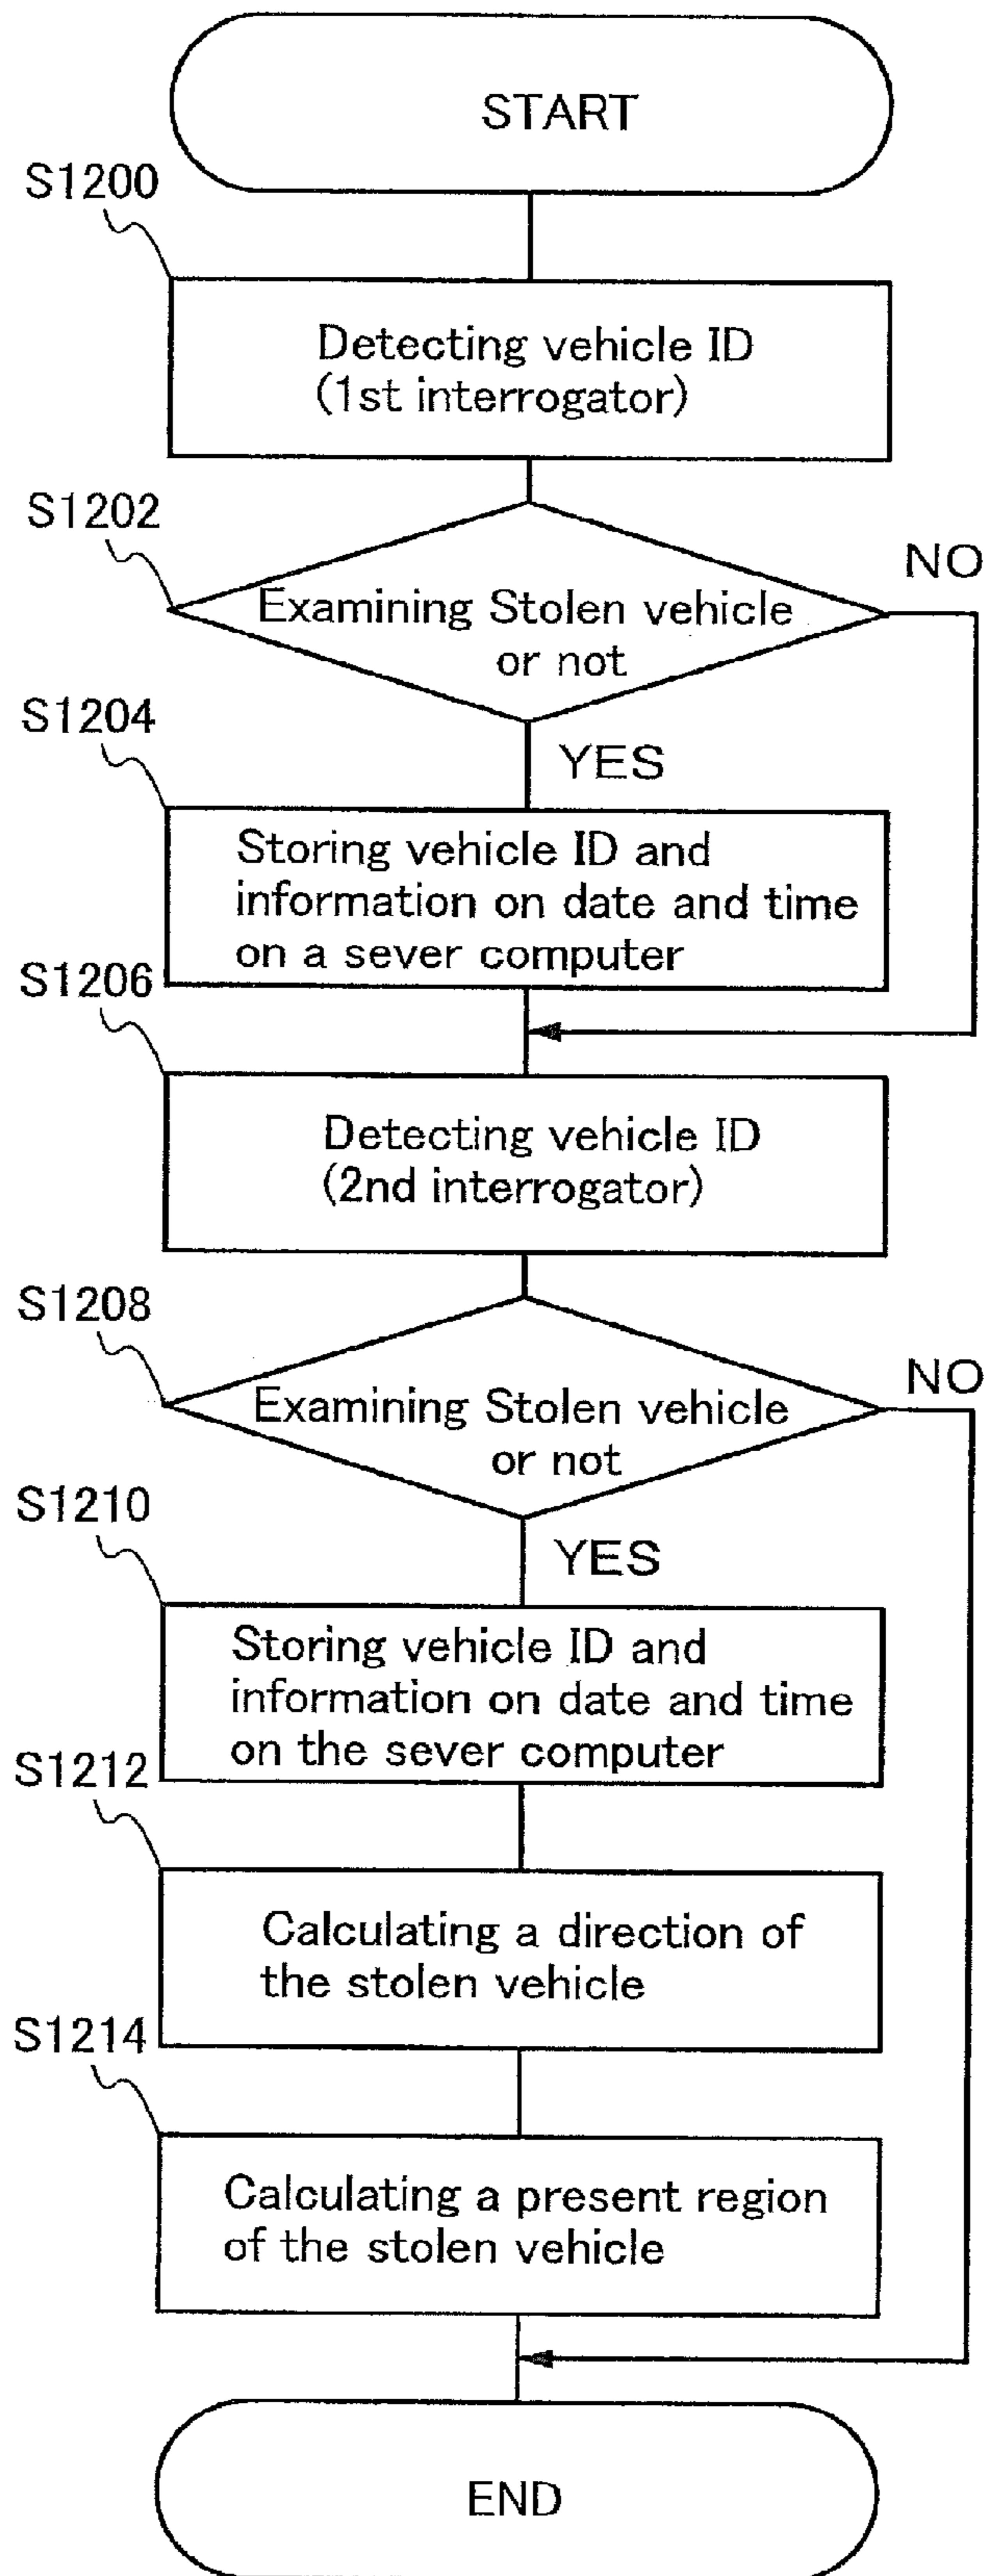 START
S1200
Detecting vehicle ID
(1st interrogator)
S1202
NO
Examining Stolen vehicle
or not
S1204
YES
Storing vehicle ID and
information on date and time
on a sever computer
S1206
Detecting vehicle ID
(2nd interrogator)
S1208
NO
Examining Stolen vehicle
or not
S1210
YES
Storing vehicle ID and
information on date and time
on the sever computer
S1212
Calculating a direction of
the stolen vehicle
S1214
Calculating a present region
of the stolen vehicle
END